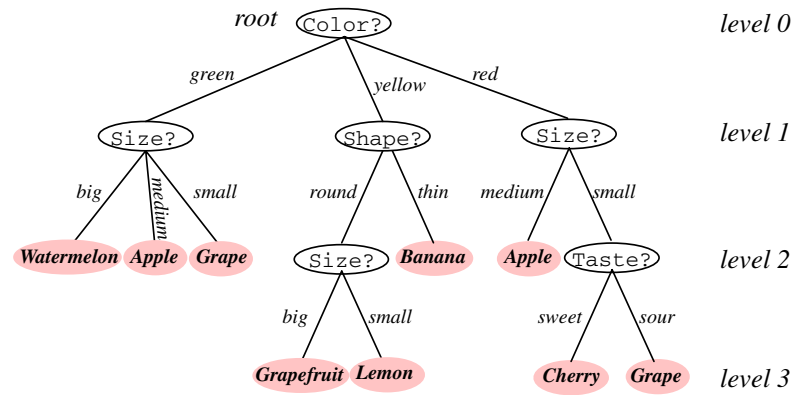 root Color? level 0
green yellow red
Size? Shape? Size? level 1
big medium small round thin medium small
Watermelon Apple Grape Size? Banana Apple Taste? level 2
big small sweet sour
Grapefruit Lemon Cherry Grape level 3